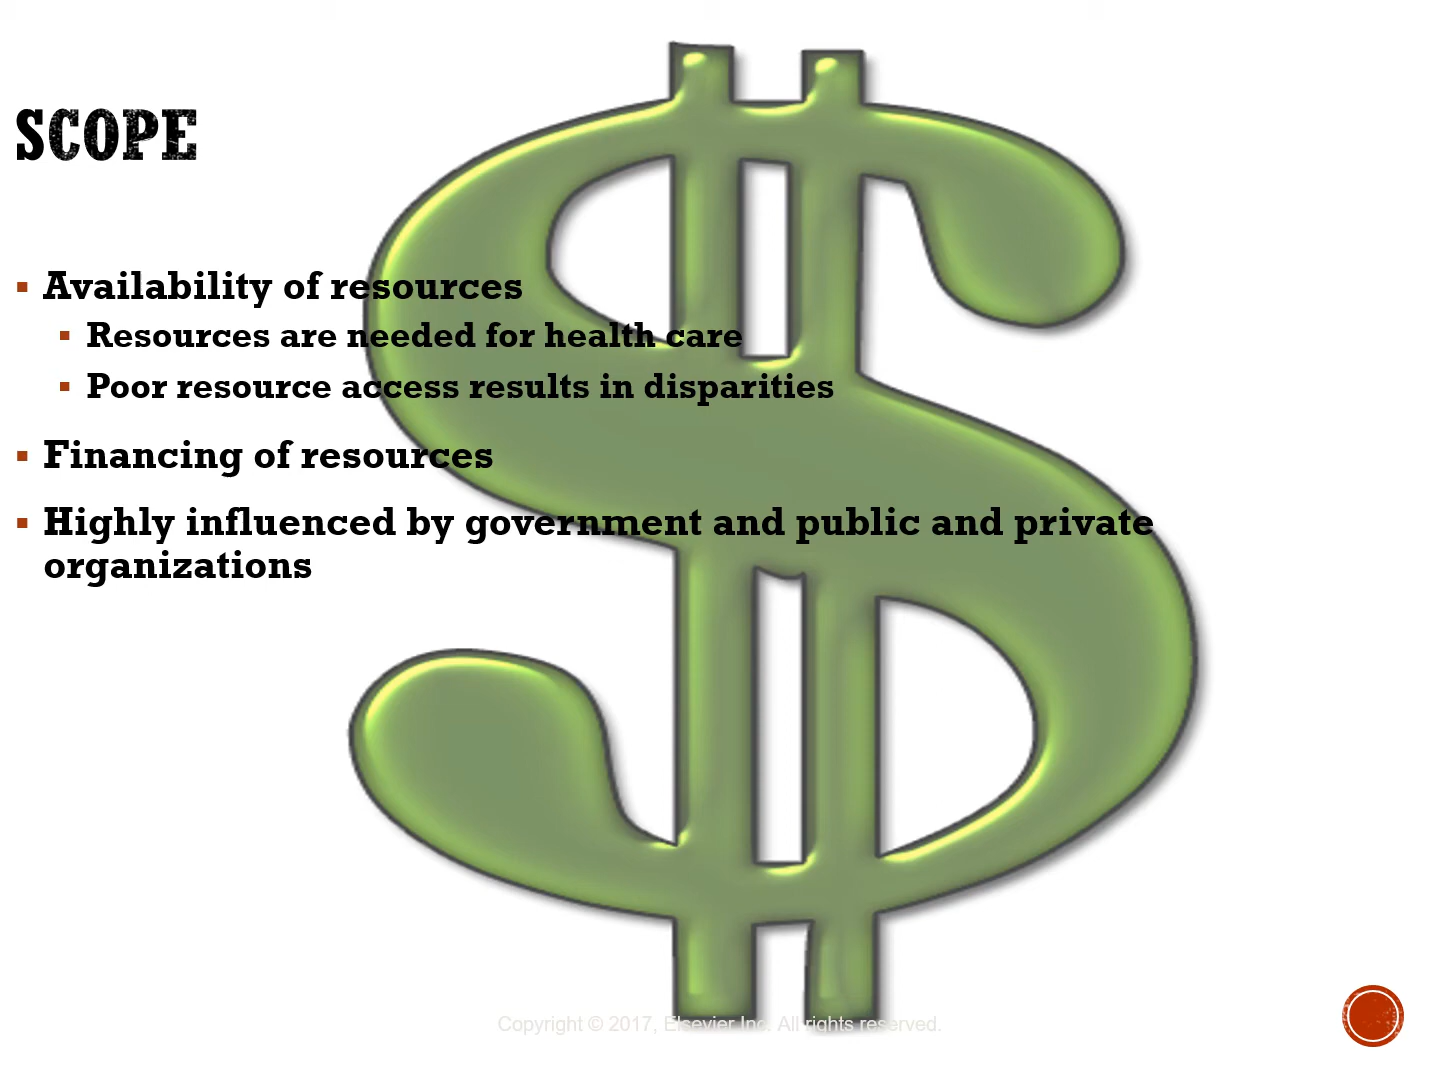 SCOPE
Availability of resources
Resources are needed for health care
Poor resource access results in disparities
Financing of resources
Highly influenced by government and public and private
organizations
Copyright © 2017, Elsevier Inc. All rights reserved.